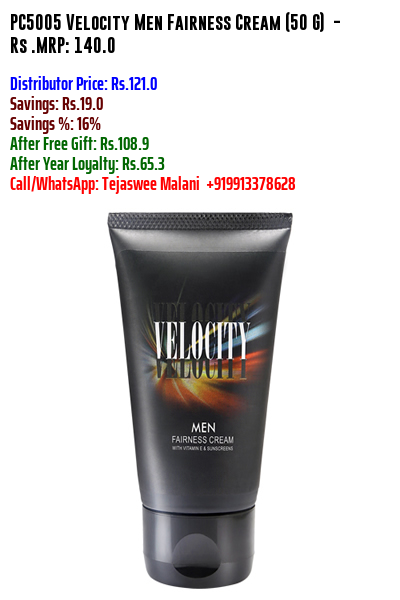 PC5005 Velocity Men Fairness Cream (50 g) -
Rs .MRP: 140.0
Distributor Price: Rs.121.0
Savings: Rs.19.0
Savings %: 16%
After Free Gift: Rs.108.9
After Year Loyalty: Rs.65.3
Call/WhatsApp: Tejaswee Malani +919913378628
VELOCITY
VELOCITY
VELOCITY
MEN
FAIRNESS CREAM
WITH VITAMIN E & SUNSCREENS